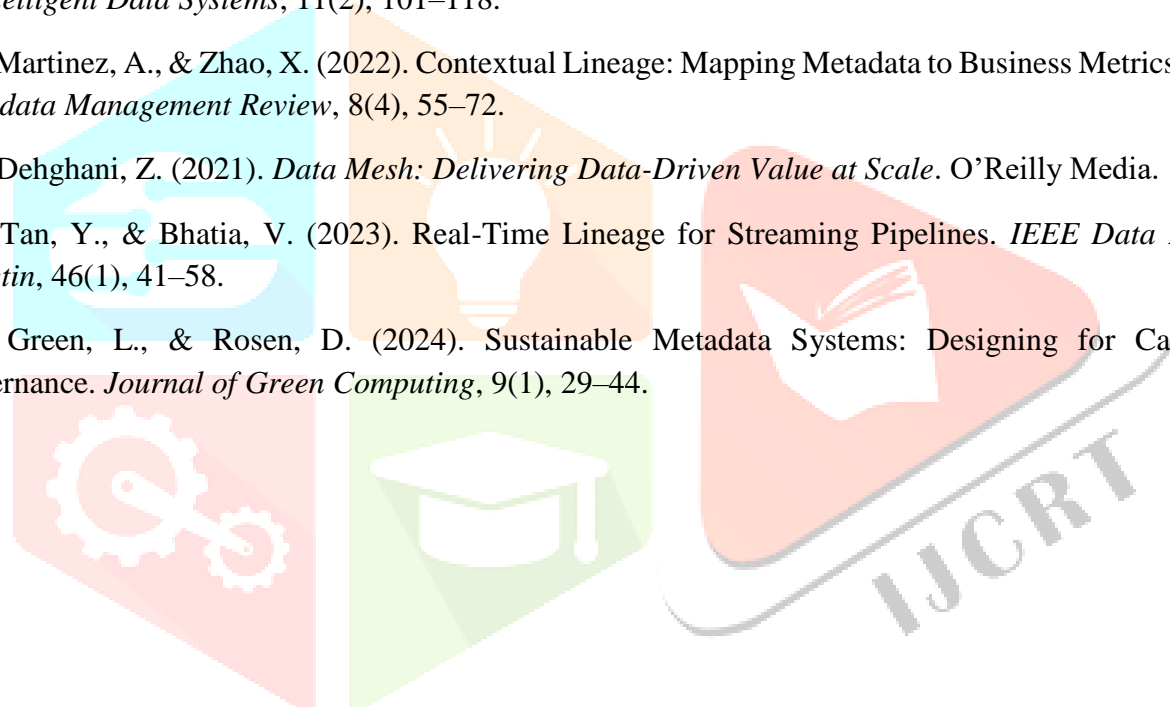 elligent Data Systems, 11(2), 101–118.
Martinez, A., & Zhao, X. (2022). Contextual Lineage: Mapping Metadata to Business Metrics
data Management Review, 8(4), 55–72.
Dehghani, Z. (2021). Data Mesh: Delivering Data-Driven Value at Scale. O’Reilly Media.
Tan, Y., & Bhatia, V. (2023). Real-Time Lineage for Streaming Pipelines. IEEE Data
tin, 46(1), 41–58.
Green, L., & Rosen, D. (2024). Sustainable Metadata Systems: Designing for Ca
ernance. Journal of Green Computing, 9(1), 29–44.
IJCRT